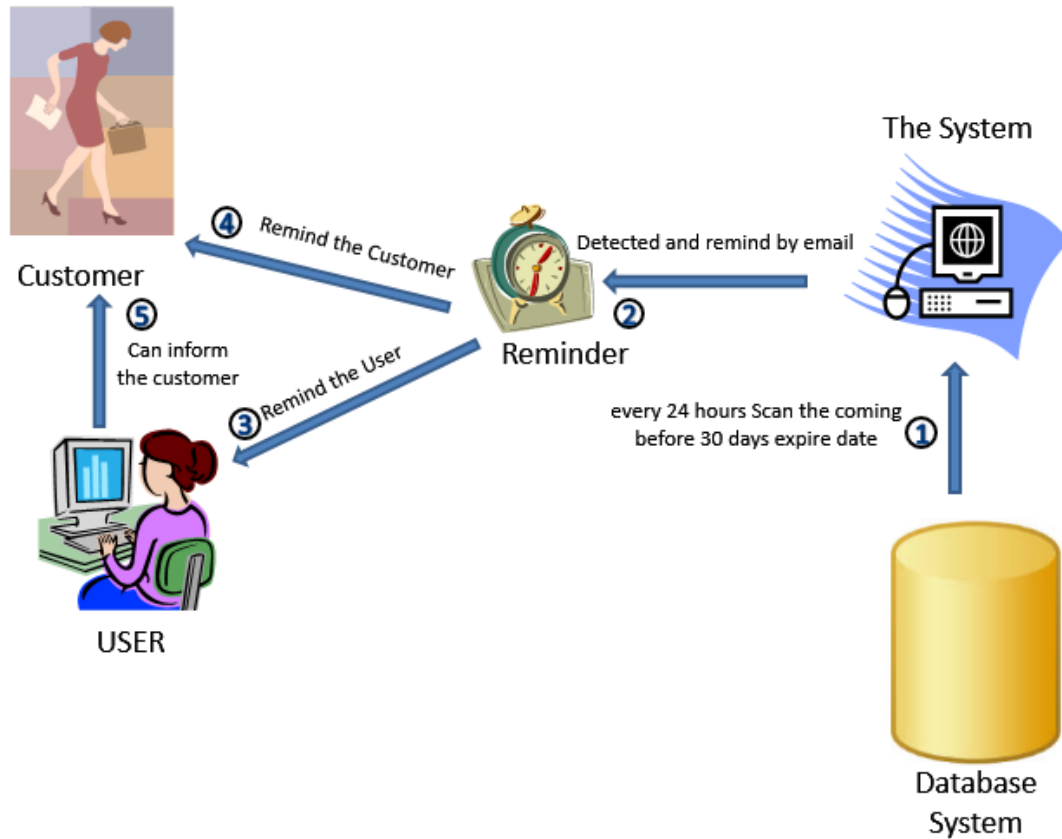 The System
4
Remind the Customer
Detected and remind by email
Customer
5
2
Can inform
the customer
Reminder
3
Remind the User
every 24 hours Scan the coming
before 30 days expire date
1
USER
Database
System